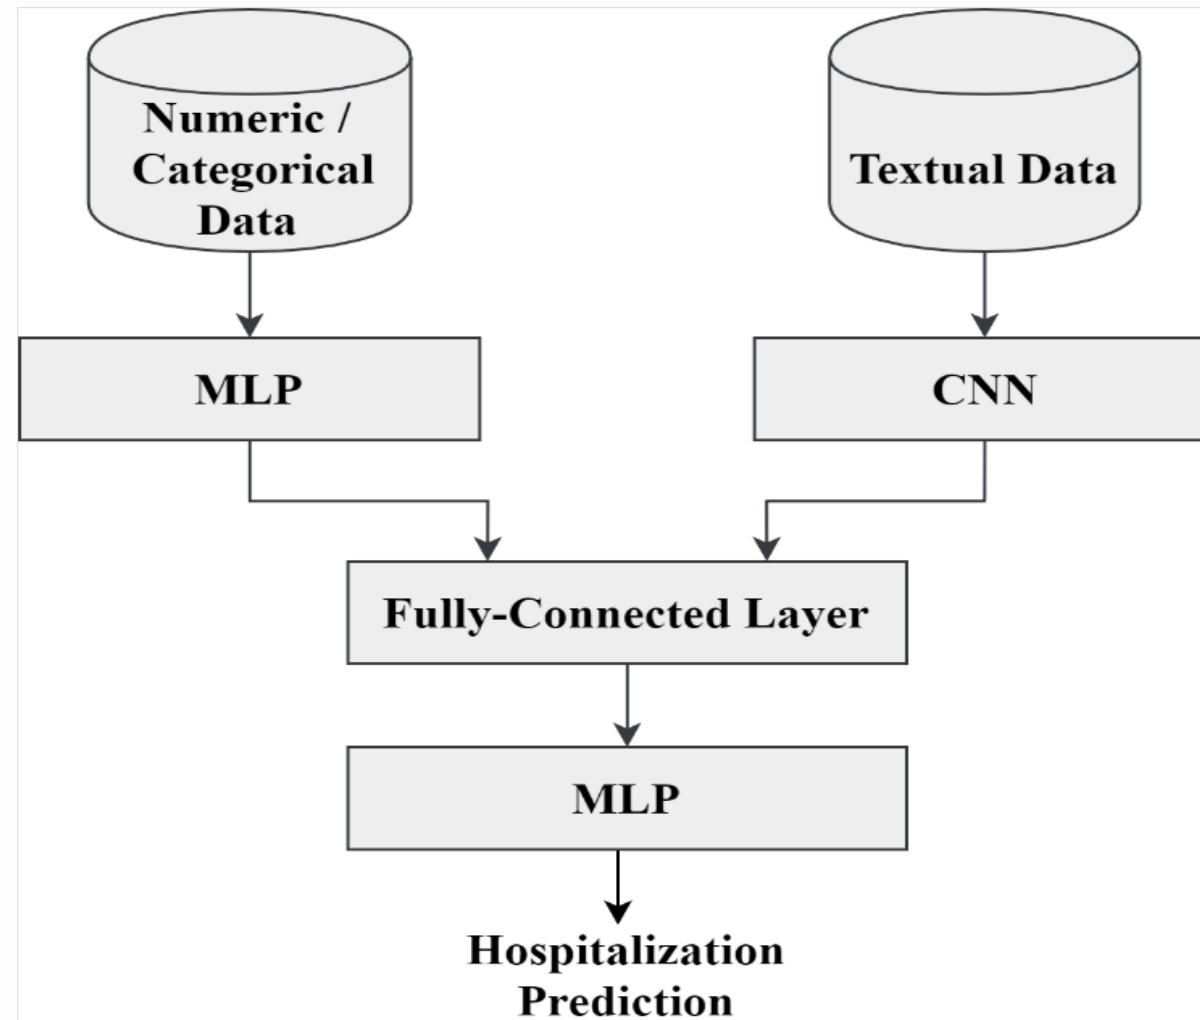 Numeric /
Categorical
Data
Textual Data
MLP
CNN
Fully-Connected Layer
MLP
Hospitalization
Prediction